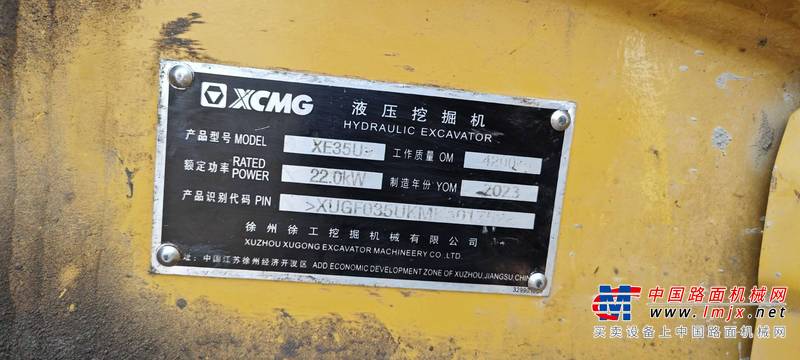 XCMG 液压挖掘机
HYDRAULIC EXCAVATOR
产品型号 MODEL XE35U 工作质量 OM
额定功率 RATED POWER 22.0kW 制造年份 YOM 2023
产品识别代码 PIN
徐州徐工挖掘机械有限公司
XUZHOU XUGONG EXCAVATOR MACHINEERY CO.LTD.
址: 中国江苏徐州经济开发区 ADD ECONOMIC DEVELOPMENT ZONE OF XUZHOU,JIANGSU,CHIN
中国路面机械网
www.lmjx.net
买卖设备上中国路面机械网